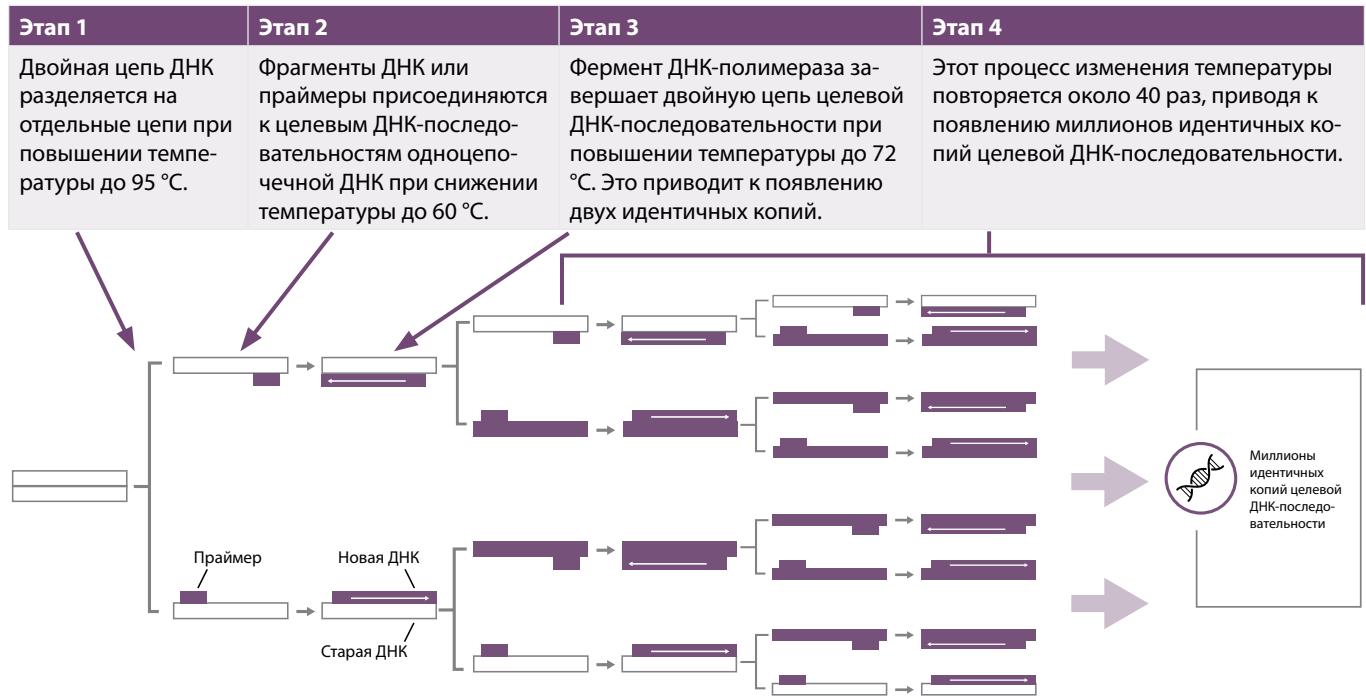 Этап 1
Двойная цепь ДНК
разделяется на
отдельные цепи при
повышении темпе-
ратуры до 95 °C.
Этап 2
Фрагменты ДНК или
праймеры присоединяются
к целевым ДНК-последо-
вательностям одноцепо-
чечной ДНК при снижении
температуры до 60 °C.
Этап 3
Фермент ДНК-полимераза за-
вершает двойную цепь целевой
ДНК-последовательности при
повышении температуры до 72
°C. Это приводит к появлению
двух идентичных копий.
Этап 4
Этот процесс изменения температуры
повторяется около 40 раз, приводя к
появлению миллионов идентичных ко-
пий целевой ДНК-последовательности.
Праймер
Новая ДНК
Старая ДНК
Миллионы
идентичных
копий целевой
ДНК-последо-
вательности